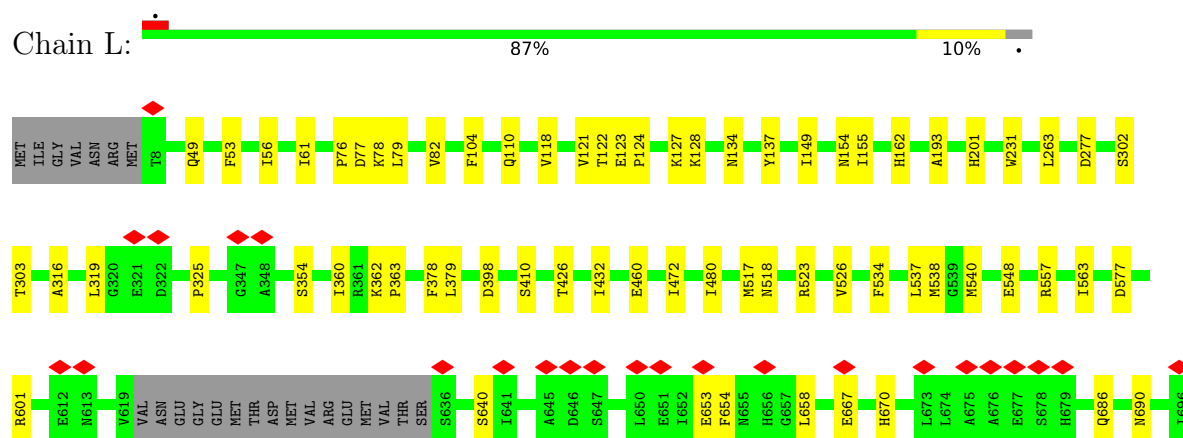 Chain L:
87% 10%
MET ILE GLY VAL ASN ARG MET T8 Q49 F53 I56 I61 P76 D77 K78 L79 V82 F104 Q110 V118 V121 T122 E123 P124 K127 K128 N134 Y137 I149 N154 I155 H162 A193 H201 W231 L263 D277 S302
T303 A316 L319 G320 E321 D322 P325 G347 A348 S354 I360 R361 K362 P363 F378 L379 D398 S410 T426 I432 E460 I472 I480 M517 N518 R523 V526 F534 L537 M538 G539 M540 E548 R557 I563 D577
R601 E612 N613 V619 VAL ASN GLU GLY GLU MET THR ASP MET VAL ARG GLU MET VAL THR SER S636 S640 I641 A645 D646 S647 L650 E651 I652 E653 F654 N655 H656 G657 L658 E667 H670 L673 L674 A675 A676 E677 S678 H679 Q686 N690